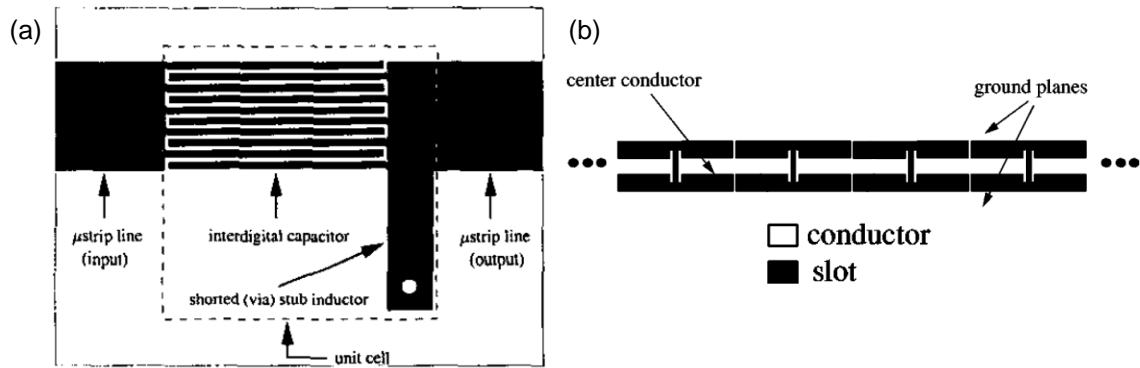 (a)
μstrip line
(input)
interdigital capacitor
μstrip line
(output)
shorted (via) stub inductor
unit cell
(b)
center conductor
ground planes
conductor
slot